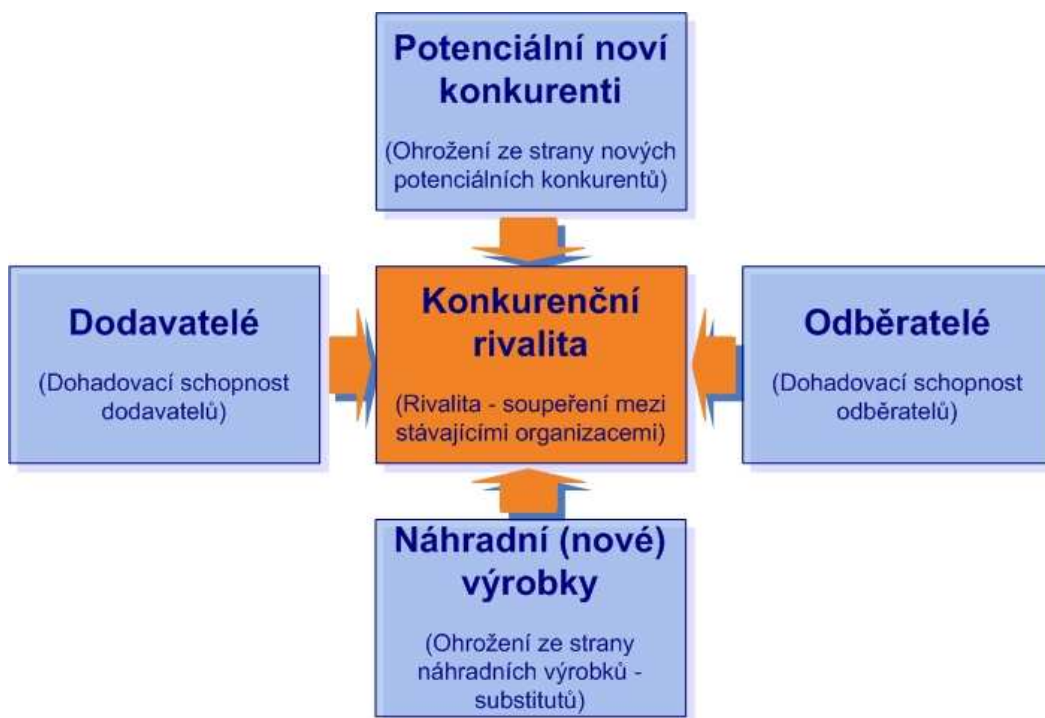 Potenciální noví
konkurenti
(Ohrožení ze strany nových
potenciálních konkurentů)
Dodavatelé
(Dohadovací schopnost
dodavatelů)
Konkurenční
rivalita
(Rivalita - soupeření mezi
stávajícími organizacemi)
Odběratelé
(Dohadovací schopnost
odběratelů)
Náhradní (nové)
výrobky
(Ohrožení ze strany
náhradních výrobků -
substitutů)